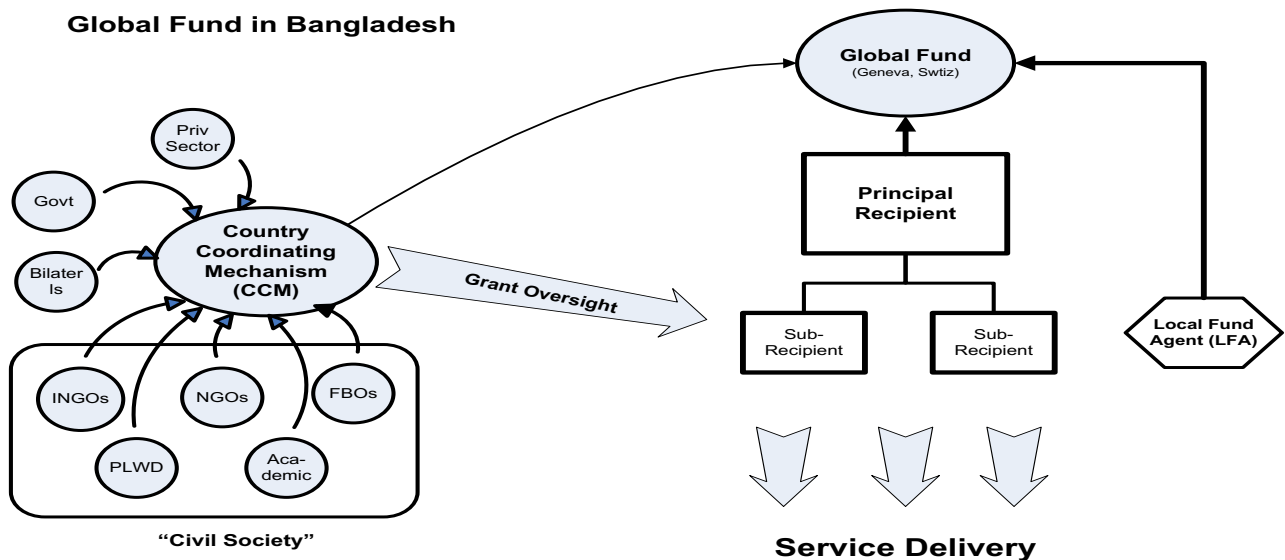 Global Fund in Bangladesh
Global Fund
(Geneva, Swtiz)
Priv
Sector
Govt
Bilater
ls
Country
Coordinating
Mechanism
(CCM)
Grant Oversight
Principal
Recipient
Sub-
Recipient
Sub-
Recipient
Local Fund
Agent (LFA)
INGOs
NGOs
FBOs
PLWD
Aca-
demic
“Civil Society”
Service Delivery